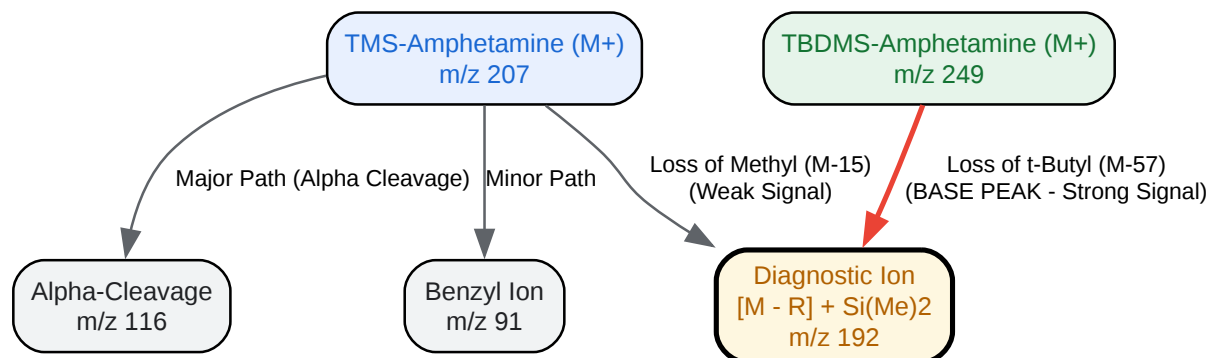 TMS-Amphetamine (M+)
m/z 207
TBDMS-Amphetamine (M+)
m/z 249
Major Path (Alpha Cleavage)
Minor Path
Loss of Methyl (M-15)
(Weak Signal)
Loss of t-Butyl (M-57)
(BASE PEAK - Strong Signal)
Alpha-Cleavage
m/z 116
Benzyl Ion
m/z 91
Diagnostic Ion
[M - R] + Si(Me)2
m/z 192